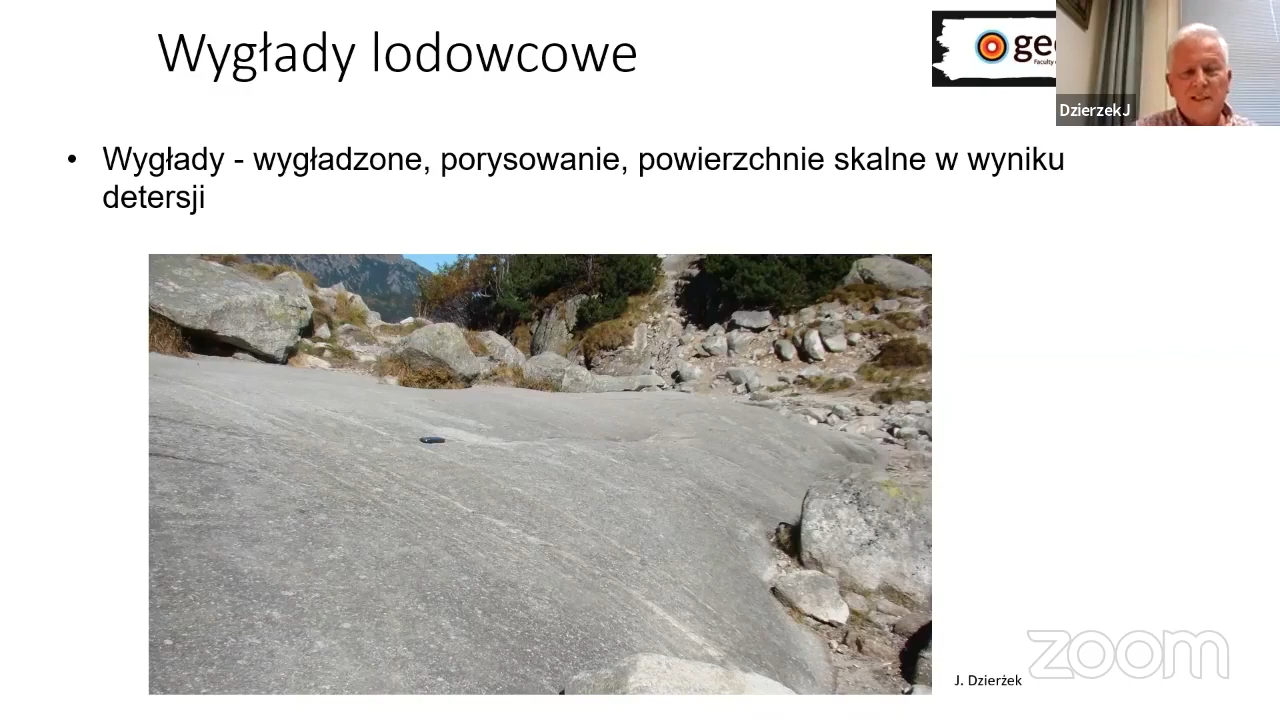 Wygłady lodowcowe
DzierzekJ
• Wygłady - wygładzone, porysowanie, powierzchnie skalne w wyniku
detersji
J. Dzierżek
zoom